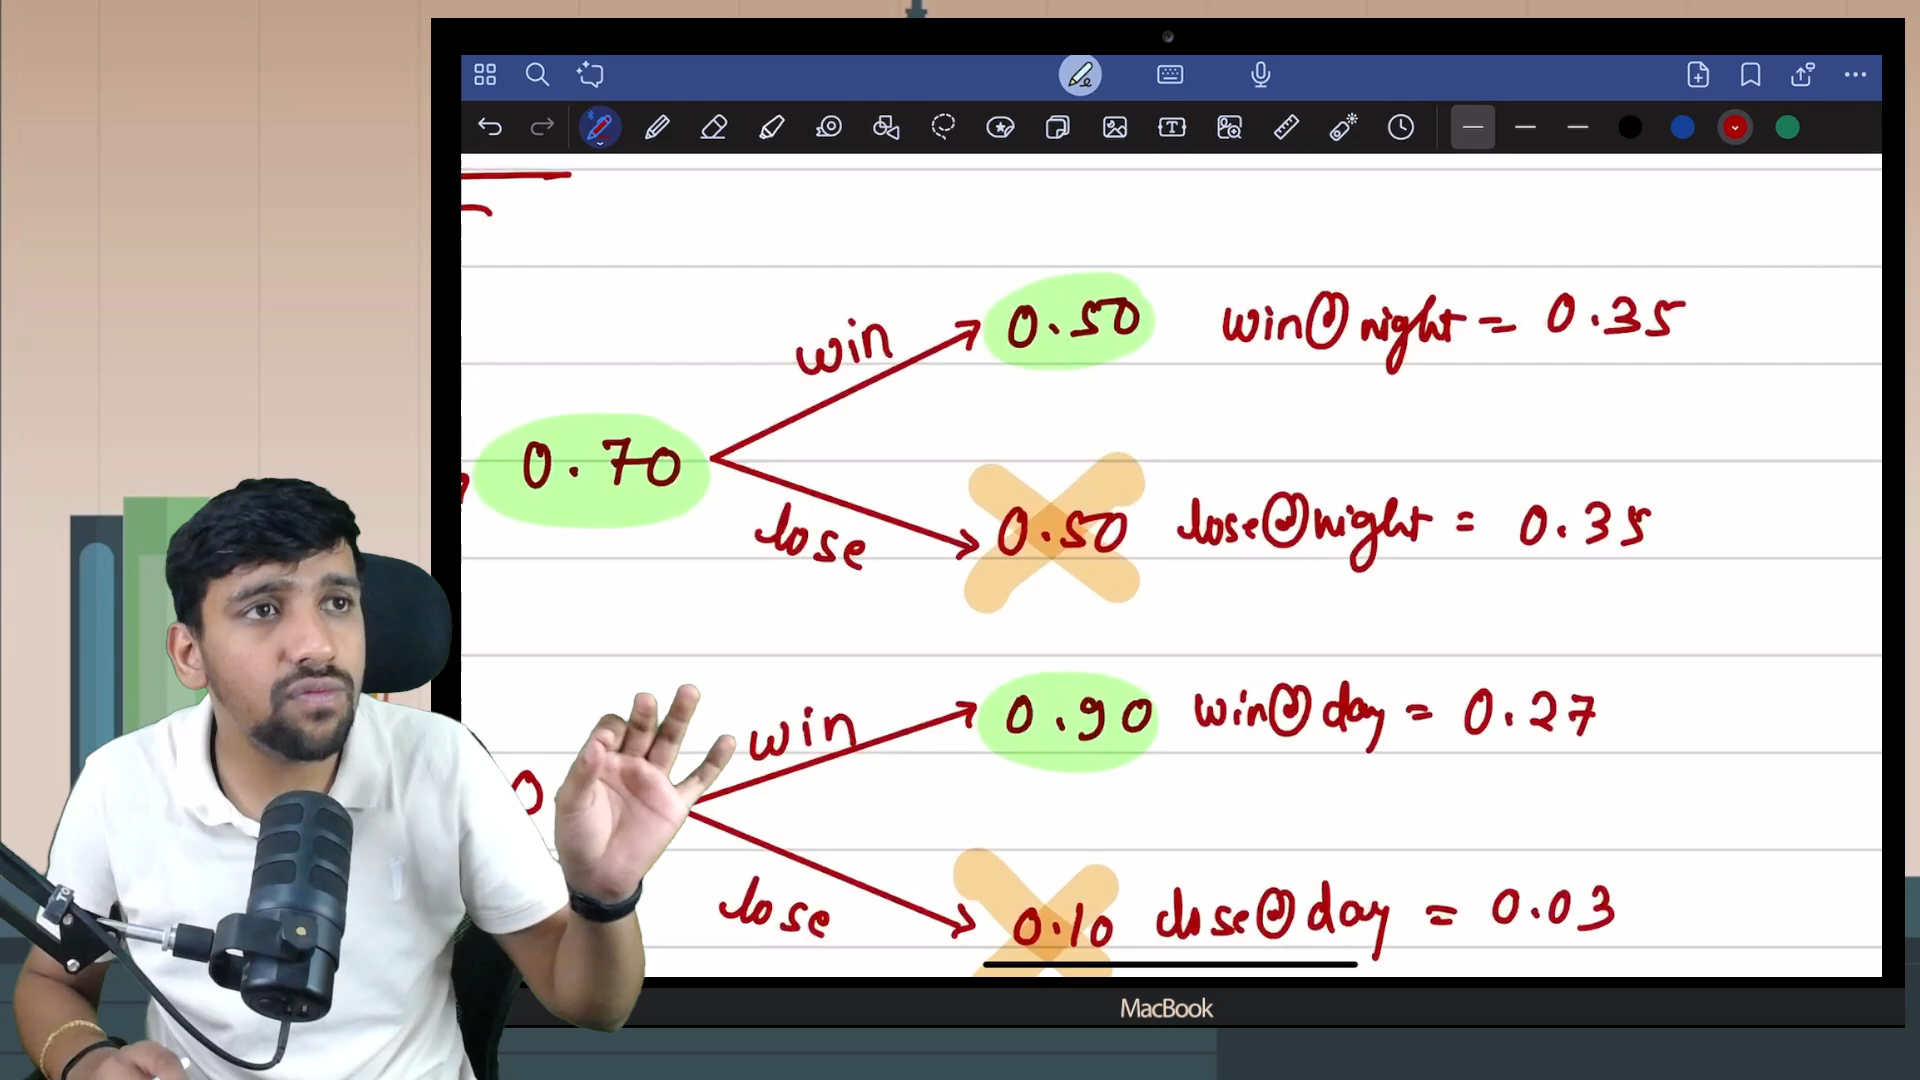 win 0.50 win@night = 0.35
0.70
lose 0.50 lose@night = 0.35
win 0.90 win@day = 0.27
0
lose 0.10 lose@day = 0.03
MacBook